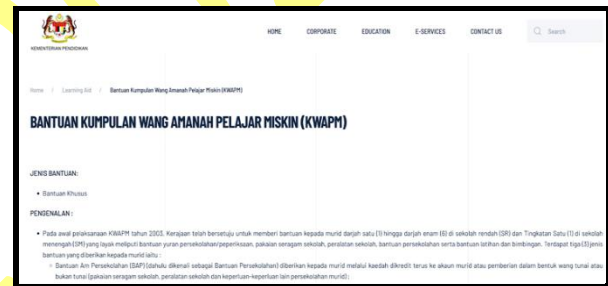 KEMENTERIAN PENDIDIKAN
HOME CORPORATE EDUCATION E-SERVICES CONTACT US Search
Home / Learning Aid / Bantuan Kumpulan Wang Amanah Pelajar Miskin (KWAPM)
BANTUAN KUMPULAN WANG AMANAH PELAJAR MISKIN (KWAPM)
JENIS BANTUAN:
• Bantuan Khusus
PENGENALAN :
• Pada awal pelaksanaan KWAPM tahun 2003, Kerajaan telah bersetuju untuk memberi bantuan kepada murid darjah satu (1) hingga darjah enam (6) di sekolah rendah (SR) dan Tingkatan Satu (1) di sekolah
menengah (SM) yang layak meliputi bantuan yuran persekolahan/peperiksaan, pakaian seragam sekolah, peralatan sekolah, bantuan persekolahan serta bantuan latihan dan bimbingan. Terdapat tiga (3) jenis
bantuan yang diberikan kepada murid iaitu :
◦ Bantuan Am Persekolahan (BAP) (dahulu dikenali sebagai Bantuan Persekolahan) diberikan kepada murid melalui kaedah dikredit terus ke akaun murid atau pemberian dalam bentuk wang tunai atau
bukan tunai (pakaian seragam sekolah, peralatan sekolah dan keperluan-keperluan lain persekolahan murid) ;